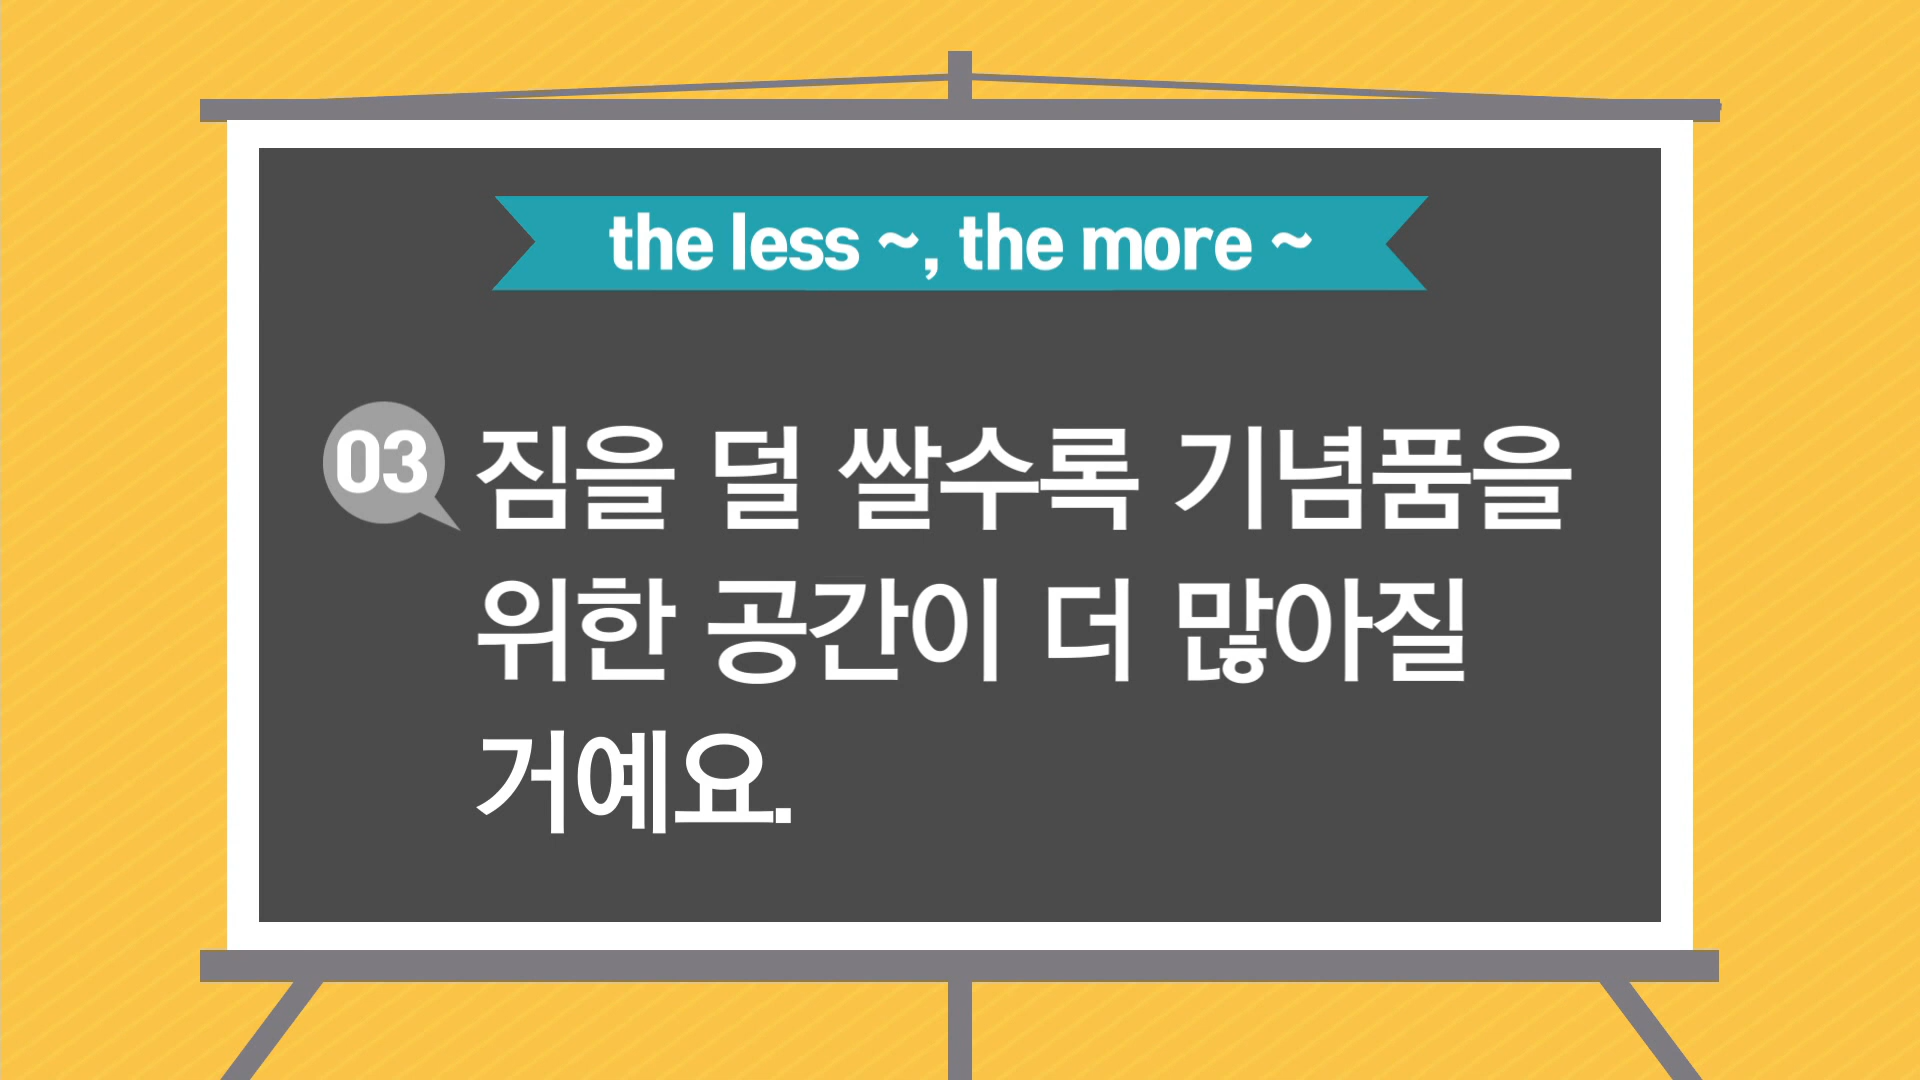 the less ~, the more ~
03 짐을 덜 쌀수록 기념품을
위한 공간이 더 많아질
거예요.